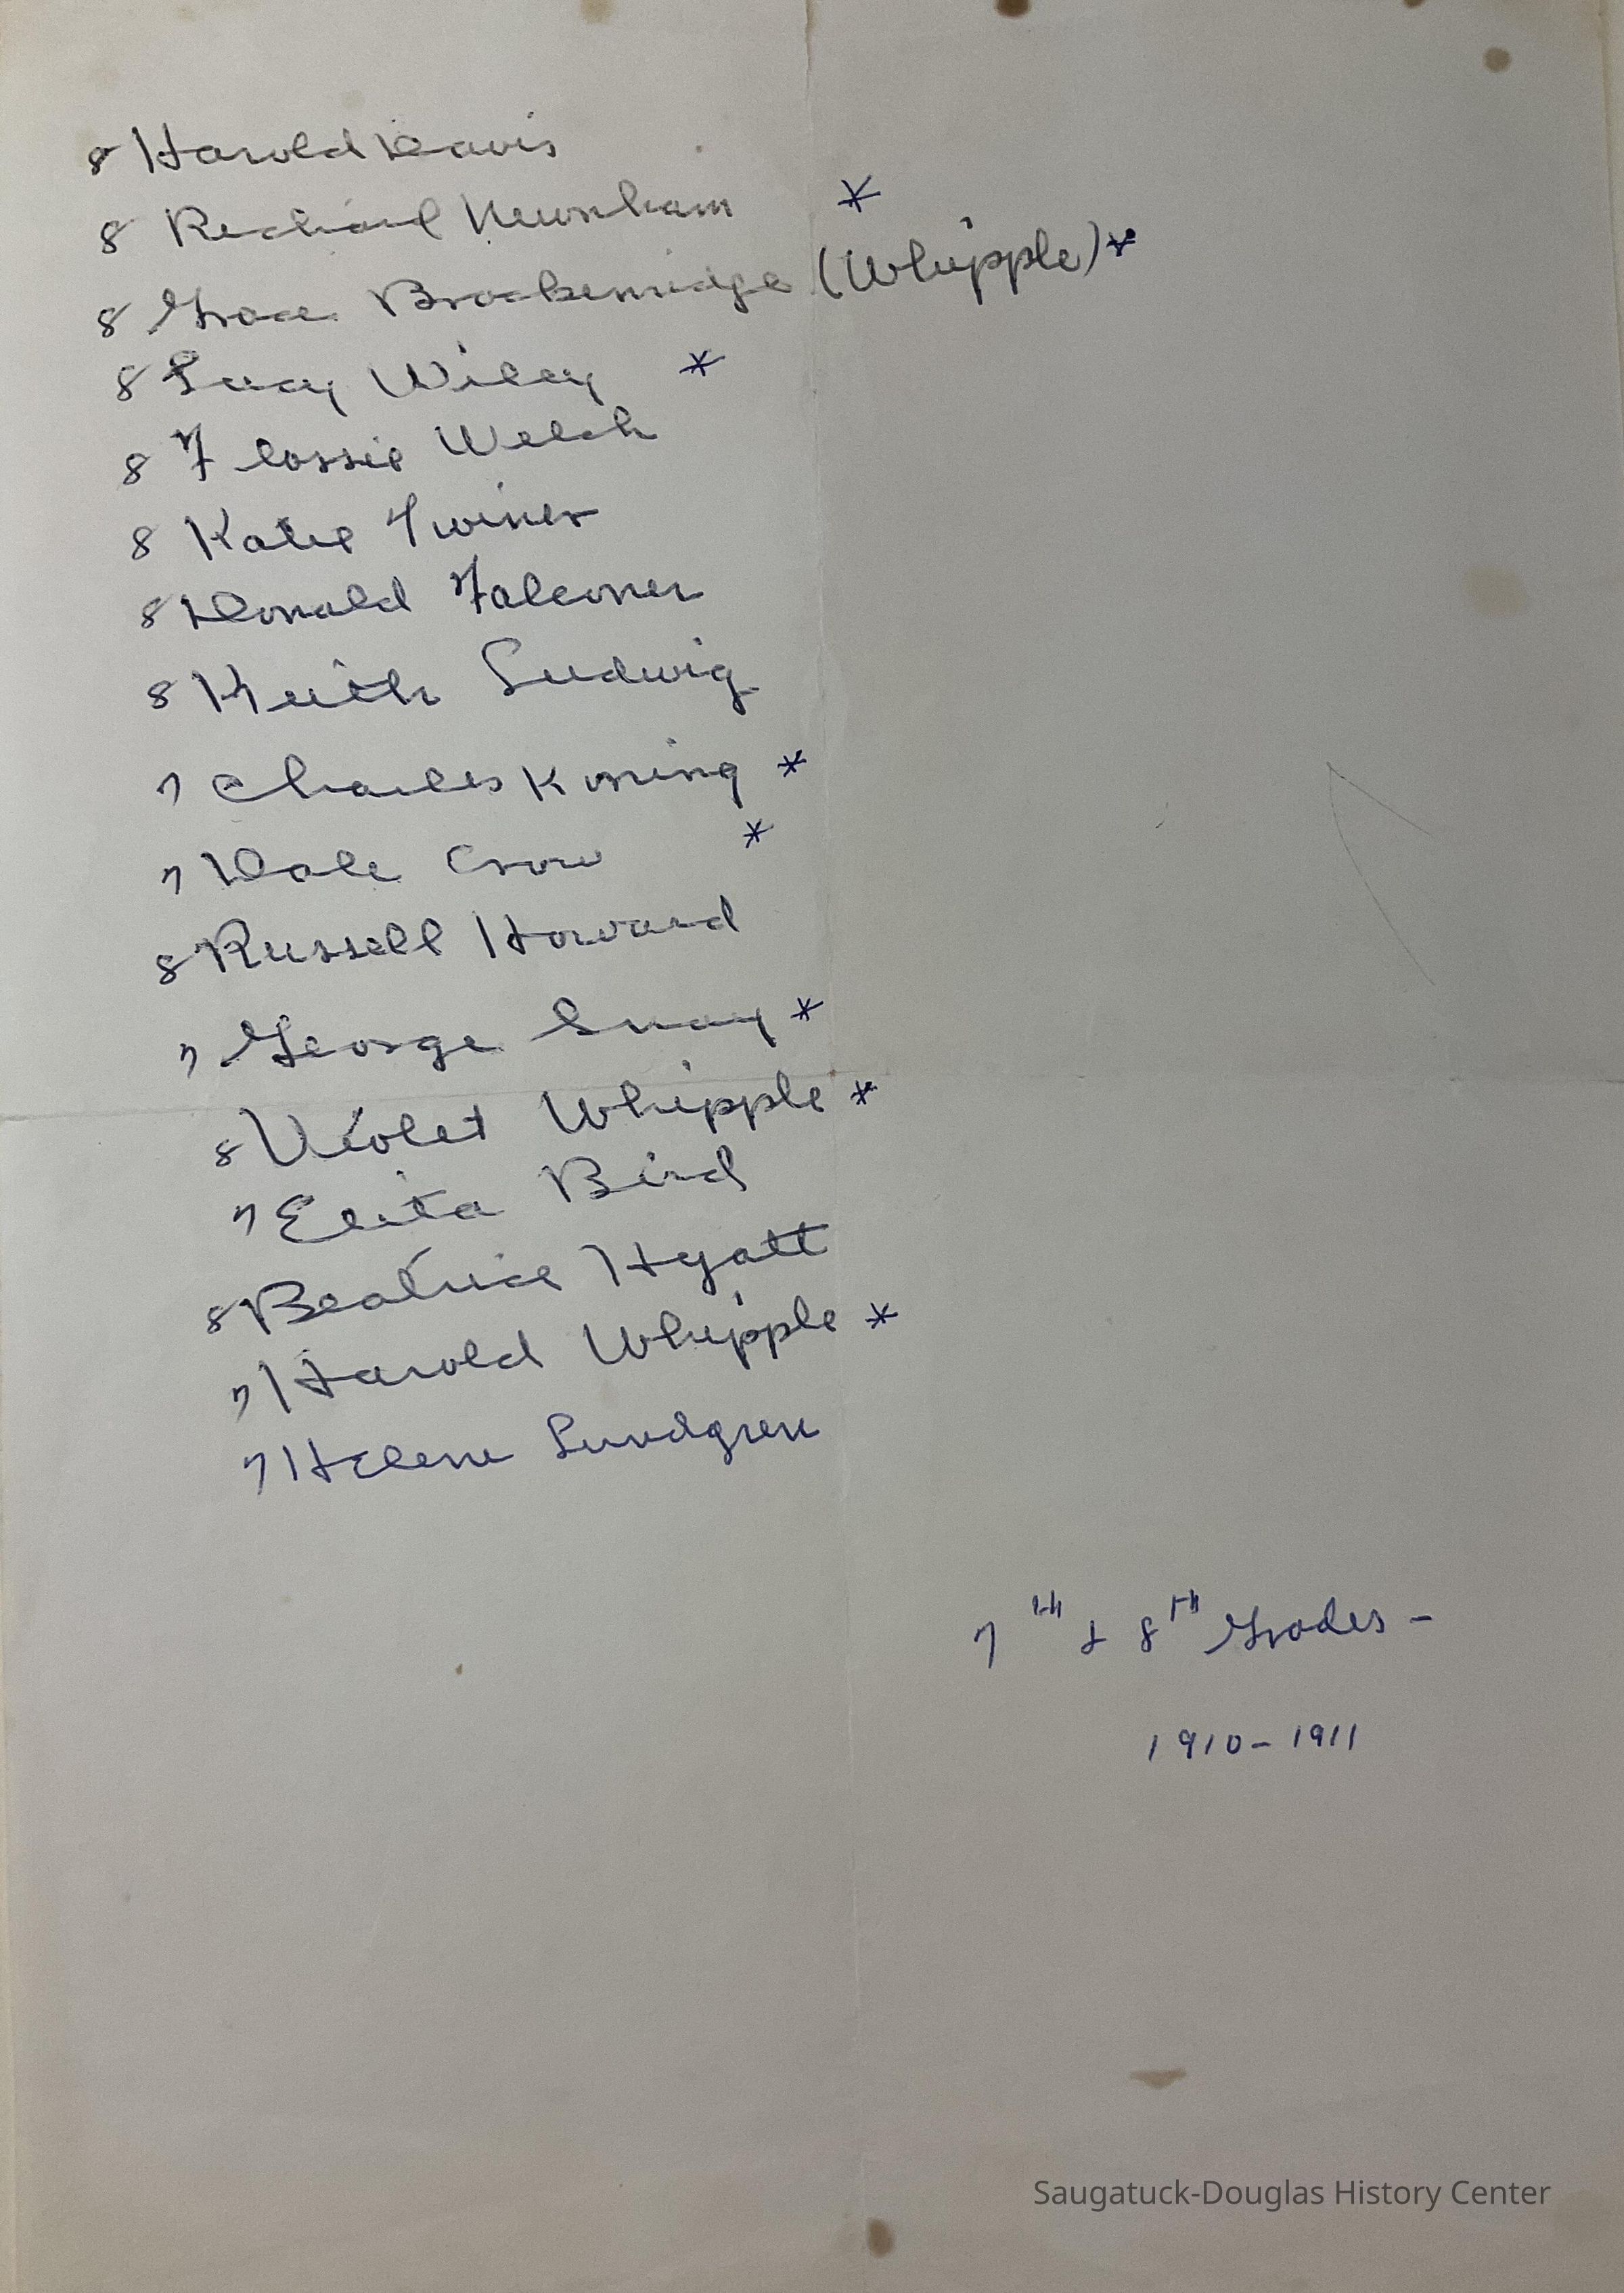 8 Harold Davis
8 Richard Newnham *
8 Grace Brackenridge (Whipple) *
8 Lucy Wiley *
8 Flossie Welch
8 Katie Twiner
8 Donald Falconer
8 Keith Ludwig
7 Charles Koning *
7 Dale Crow *
8 Russell Howard
7 George Snay *
8 Violet Whipple *
7 Elita Bird
8 Beatrice Hyatt
7 Harold Whipple *
7 Helene Lundgren
7TH & 8TH Grades -
1910 - 1911
Saugatuck-Douglas History Center